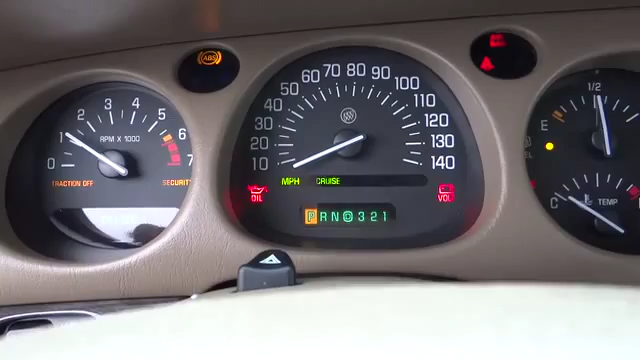 ABS
0 1 2 3 4 5 6 7
RPM X 1000
TRACTION OFF
SECURITY
10 20 30 40 50 60 70 80 90 100 110 120 130 140
MPH
CRUISE
OIL
VOL
P R N D 3 2 1
E 1/2
C TEMP